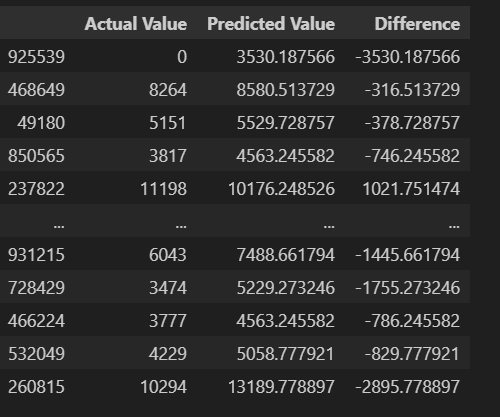 Actual Value Predicted Value Difference
925539 0 3530.187566 -3530.187566
468649 8264 8580.513729 -316.513729
49180 5151 5529.728757 -378.728757
850565 3817 4563.245582 -746.245582
237822 11198 10176.248526 1021.751474
... ... ... ...
931215 6043 7488.661794 -1445.661794
728429 3474 5229.273246 -1755.273246
466224 3777 4563.245582 -786.245582
532049 4229 5058.777921 -829.777921
260815 10294 13189.778897 -2895.778897